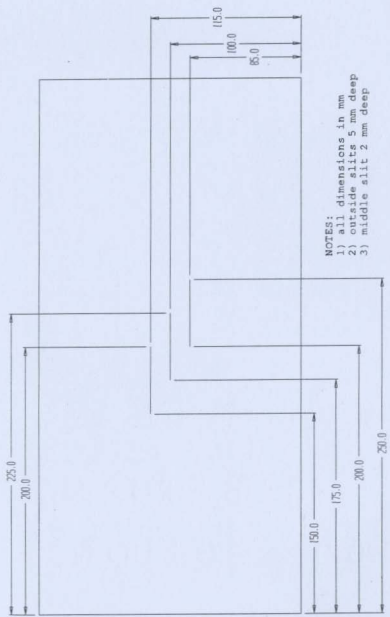 225.0
200.0
115.0
100.0
85.0
150.0
175.0
200.0
250.0
NOTES:
1) all dimensions in mm
2) outside slits 5 mm deep
3) middle slit 2 mm deep